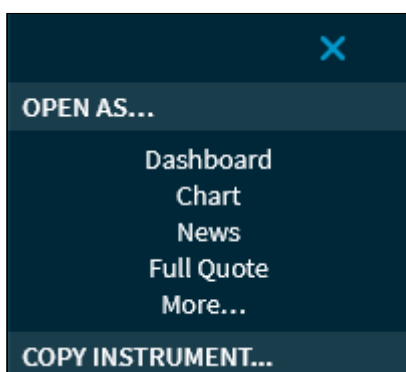 OPEN AS...
Dashboard
Chart
News
Full Quote
More...
COPY INSTRUMENT...